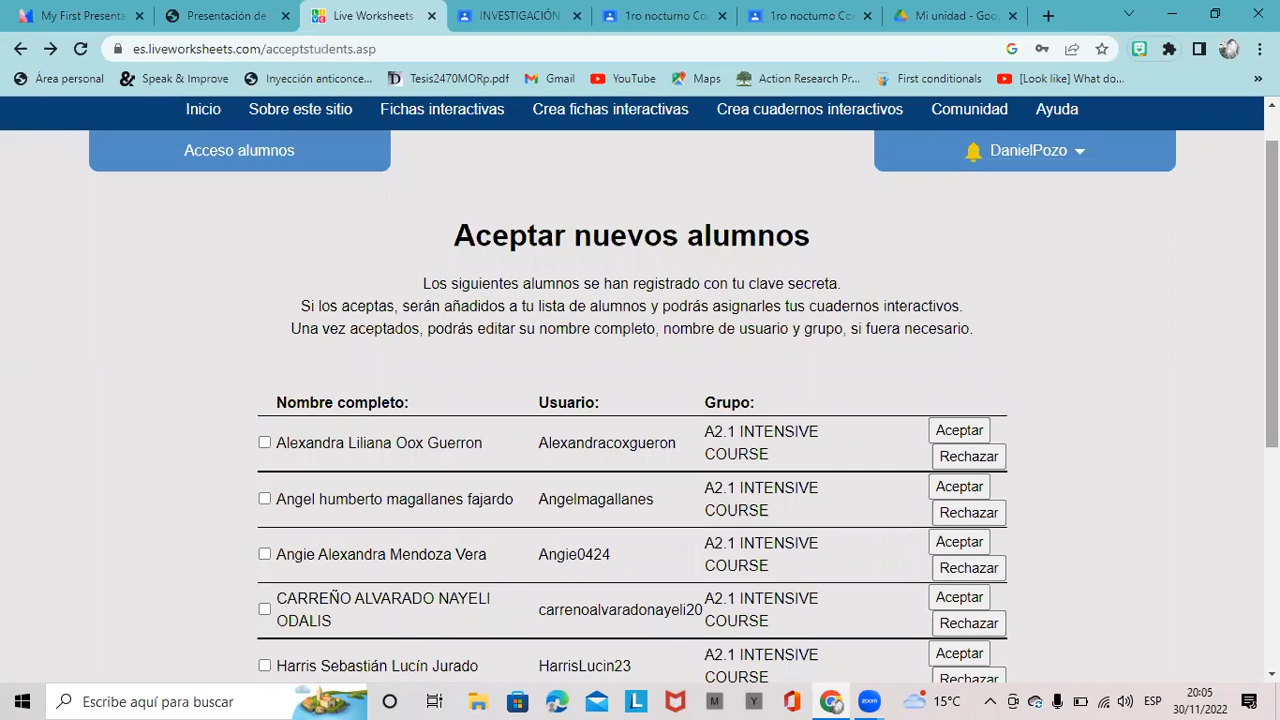 My First Presenta
Presentación de
Live Worksheets
INVESTIGACIÓN
1ro nocturno Co
1ro nocturno Co
Mi unidad - Goo
es.liveworksheets.com/acceptstudents.asp
Área personal
Speak & Improve
Inyección anticonce...
Tesis2470MORp.pdf
Gmail
YouTube
Maps
Action Research Pr...
First conditionals
[Look like] What do...
Inicio Sobre este sitio Fichas interactivas Crea fichas interactivas Crea cuadernos interactivos Comunidad Ayuda
Acceso alumnos
DanielPozo
Aceptar nuevos alumnos
Los siguientes alumnos se han registrado con tu clave secreta.
Si los aceptas, serán añadidos a tu lista de alumnos y podrás asignarles tus cuadernos interactivos.
Una vez aceptados, podrás editar su nombre completo, nombre de usuario y grupo, si fuera necesario.
Nombre completo: Usuario: Grupo:
Alexandra Liliana Oox Guerron Alexandracoxgueron A2.1 INTENSIVE COURSE Aceptar
Rechazar
Angel humberto magallanes fajardo Angelmagallanes A2.1 INTENSIVE COURSE Aceptar
Rechazar
Angie Alexandra Mendoza Vera Angie0424 A2.1 INTENSIVE COURSE Aceptar
Rechazar
CARREÑO ALVARADO NAYELI ODALIS carrenoalvaradonayeli20 A2.1 INTENSIVE COURSE Aceptar
Rechazar
Harris Sebastián Lucín Jurado HarrisLucin23 A2.1 INTENSIVE COURSE Aceptar
Rechazar
Escribe aquí para buscar
15°C
ESP
20:05
30/11/2022